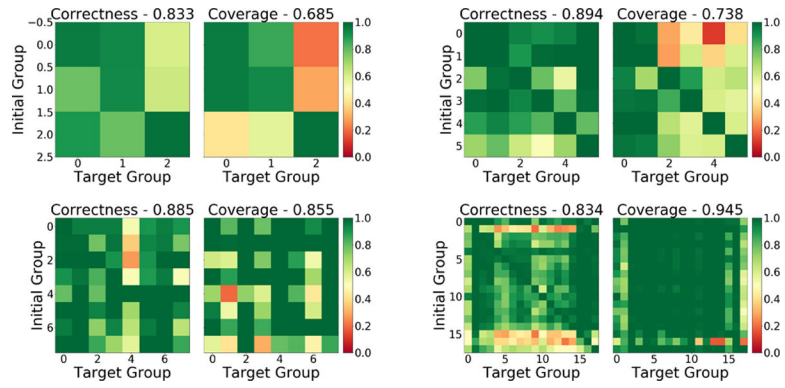 Correctness - 0.833 Coverage - 0.685
−0.5
0.0
0.5
1.0
1.5
2.0
2.5
Initial Group
0 1 2
Target Group
0 1 2
Target Group
1.0
0.8
0.6
0.4
0.2
0.0
Correctness - 0.894 Coverage - 0.738
0
1
2
3
4
5
Initial Group
0 2 4
Target Group
0 2 4
Target Group
1.0
0.8
0.6
0.4
0.2
0.0
Correctness - 0.885 Coverage - 0.855
0
2
4
6
Initial Group
0 2 4 6
Target Group
0 2 4 6
Target Group
1.0
0.8
0.6
0.4
0.2
0.0
Correctness - 0.834 Coverage - 0.945
0
5
10
15
Initial Group
0 5 10 15
Target Group
0 5 10 15
Target Group
1.0
0.8
0.6
0.4
0.2
0.0